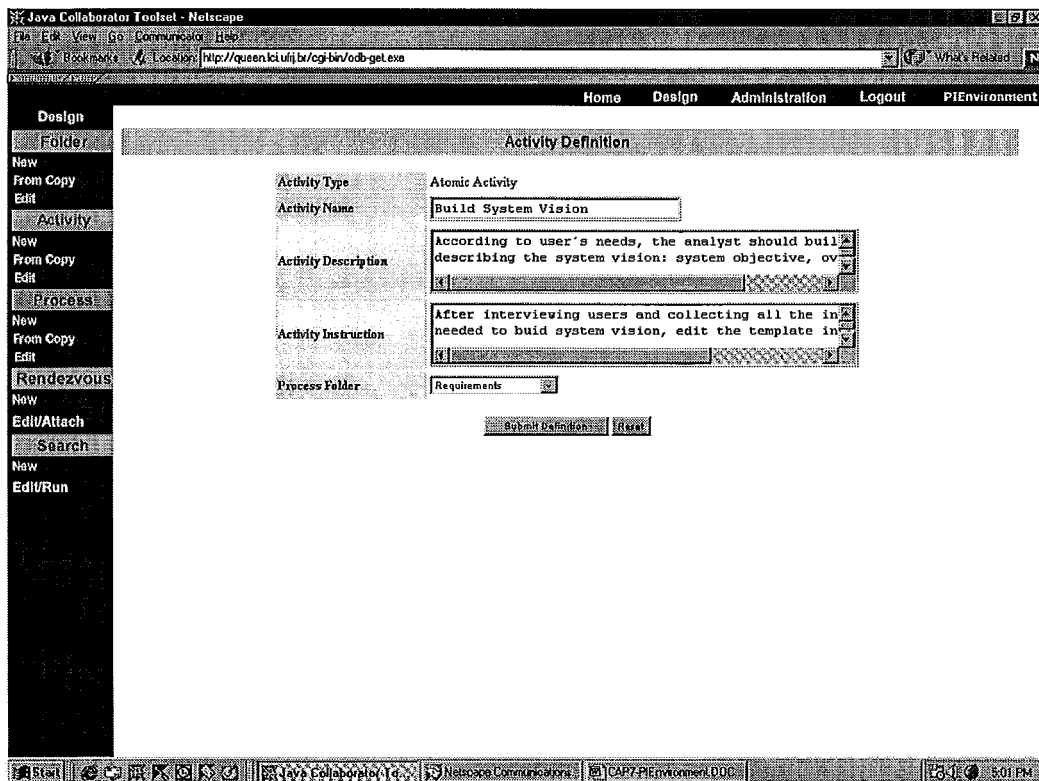 Java Collaborator Toolset - Netscape
File Edit View Go Communicator Help
Bookmarks Location: http://queen.lci.ufrj.br/cgi-bin/odb-get.exe What's Related N
Home Design Administration Logout PIEnvironment
Design
Folder
New
From Copy
Edit
Activity
New
From Copy
Edit
Process
New
From Copy
Edit
Rendezvous
New
Edit/Attach
Search
New
Edit/Run
Activity Definition
Activity Type Atomic Activity
Activity Name Build System Vision
Activity Description According to user's needs, the analyst should buil
describing the system vision: system objective, ov
Activity Instruction After interviewing users and collecting all the in
needed to buid system vision, edit the template in
Process Folder Requirements
Submit Definition Reset
Start Java Collaborator To... Netscape Communications... CAP7-PIEnvironment.DOC 5:01 PM